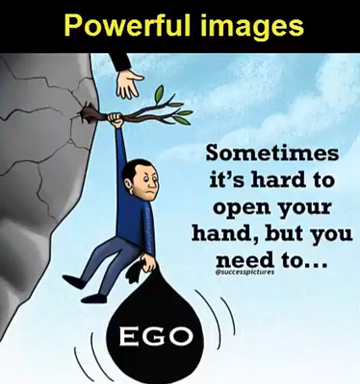 Powerful images
Sometimes
it's hard to
open your
hand, but you
need to...
@successpictures
EGO